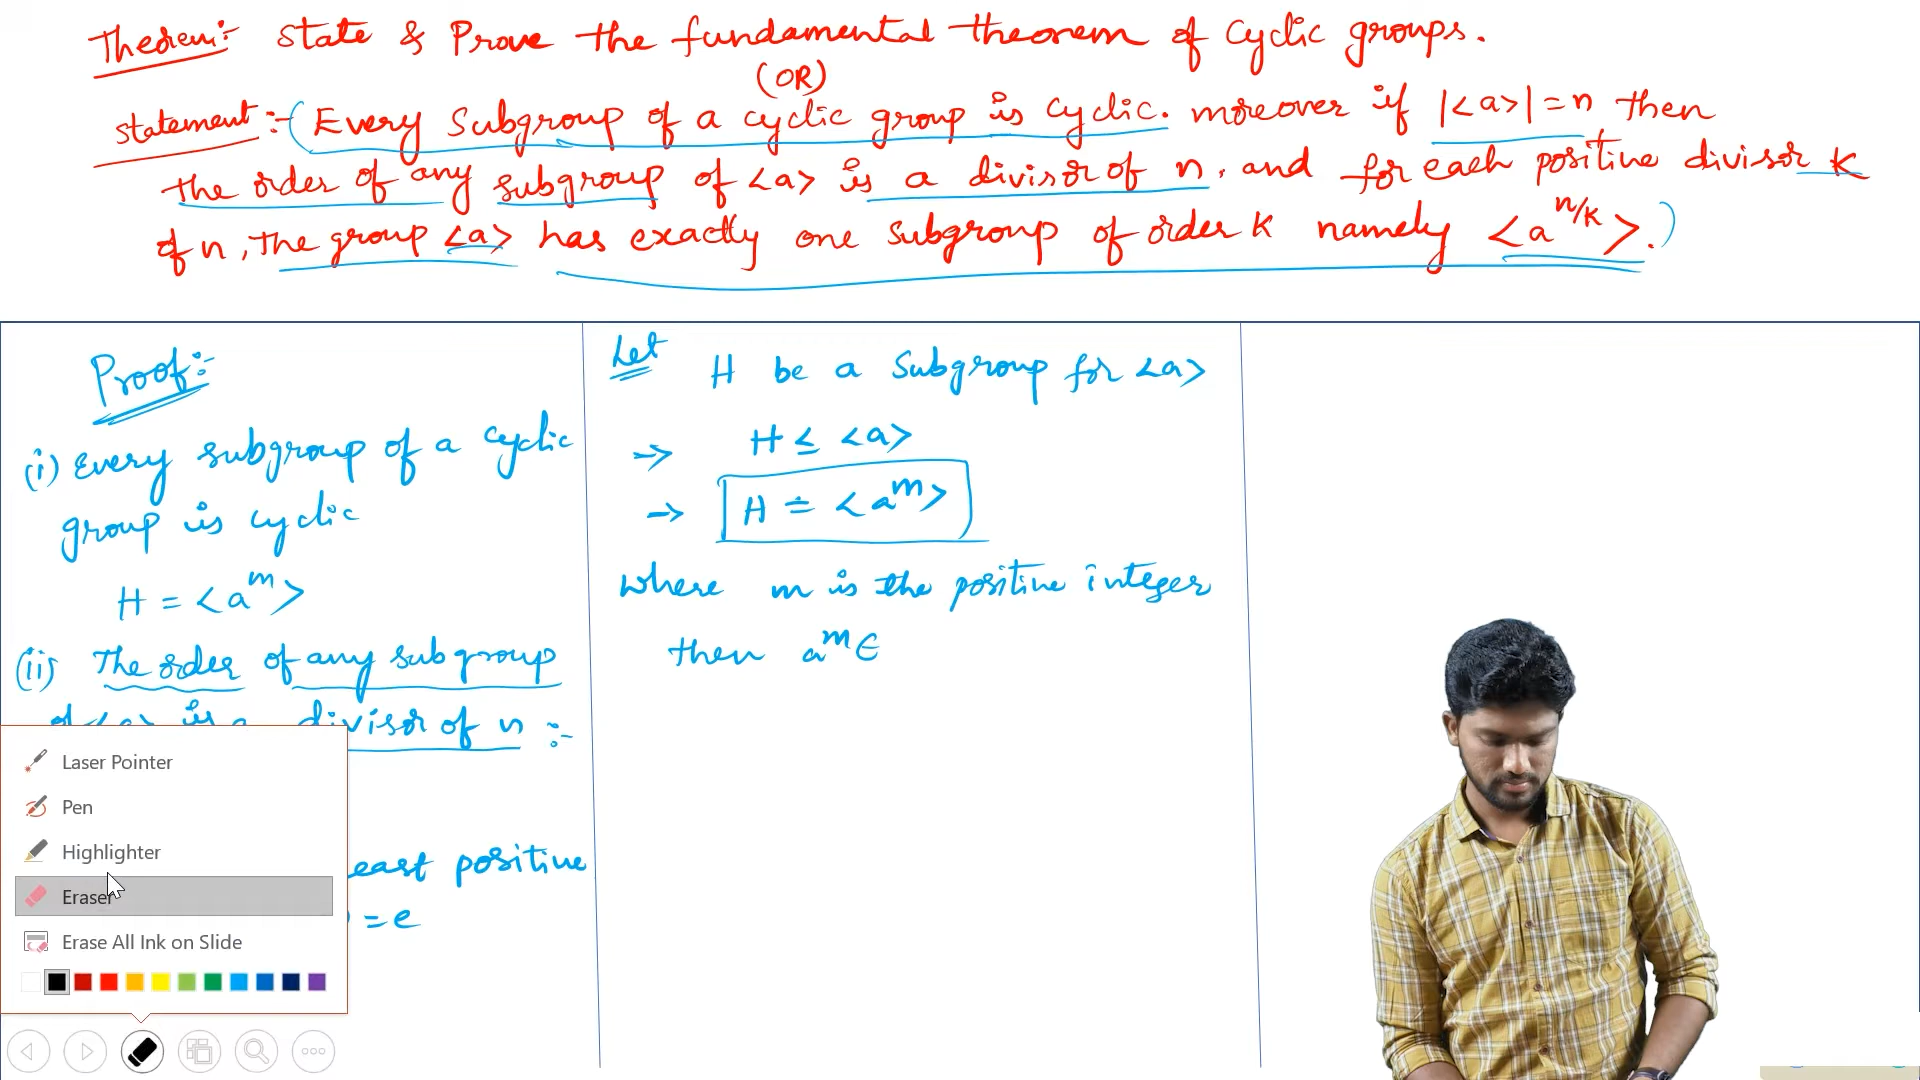 Theorem:- State & Prove the fundamental theorem of Cyclic groups.
(OR)
Statement:- (Every Subgroup of a cyclic group is cyclic. moreover if |<a>| = n then
the order of any subgroup of <a> is a divisor of n. and for each positive divisor k
of n, the group <a> has exactly one subgroup of order k namely <a^{n/k}>.)
Proof:-
(i) Every subgroup of a cyclic
group is cyclic
H = <a^m>
(ii) The order of any subgroup
of <a> is a divisor of n :-
east positive
= e
Let H be a Subgroup for <a>
→ H ≤ <a>
→ H = <a^m>
where m is the positive integer
then a^m ∈
Laser Pointer
Pen
Highlighter
Eraser
Erase All Ink on Slide